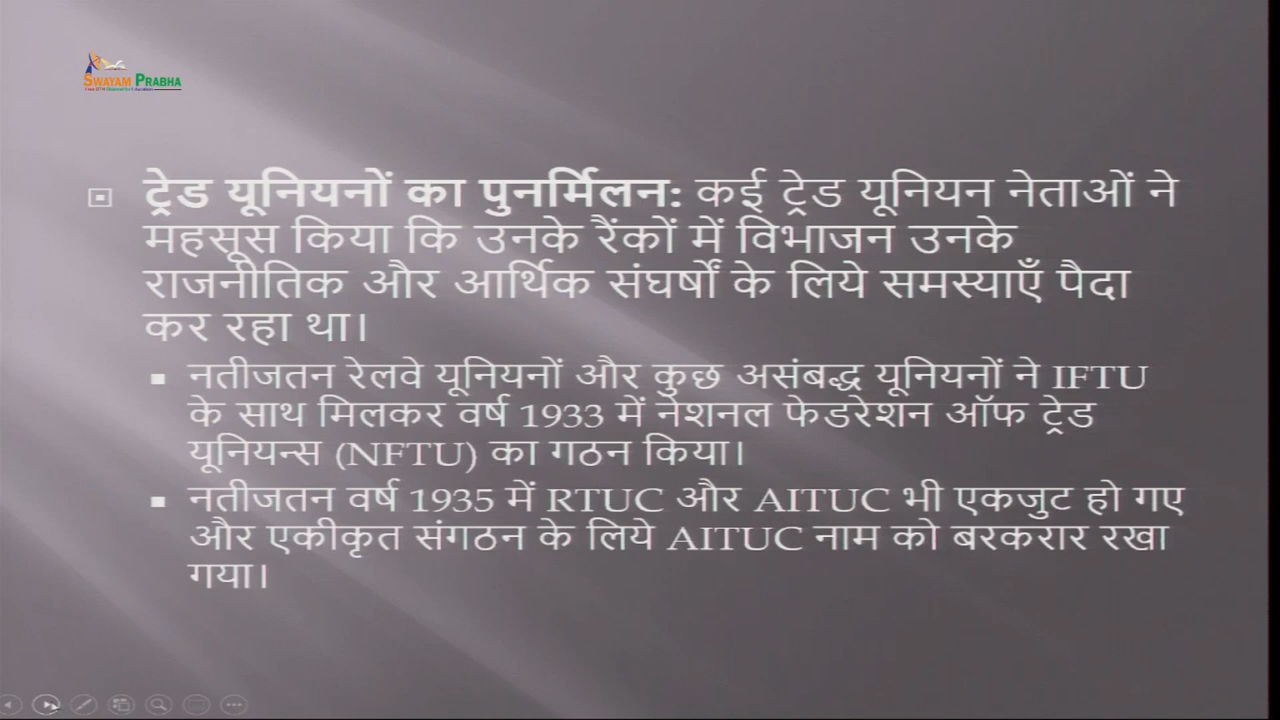 SWAYAM PRABHA
ट्रेड यूनियनों का पुनर्मिलन: कई ट्रेड यूनियन नेताओं ने
महसूस किया कि उनके रैंकों में विभाजन उनके
राजनीतिक और आर्थिक संघर्षों के लिये समस्याएँ पैदा
कर रहा था।
नतीजतन रेलवे यूनियनों और कुछ असंबद्ध यूनियनों ने IFTU
के साथ मिलकर वर्ष 1933 में नेशनल फेडरेशन ऑफ ट्रेड
यूनियन्स (NFTU) का गठन किया।
नतीजतन वर्ष 1935 में RTUC और AITUC भी एकजुट हो गए
और एकीकृत संगठन के लिये AITUC नाम को बरकरार रखा
गया।